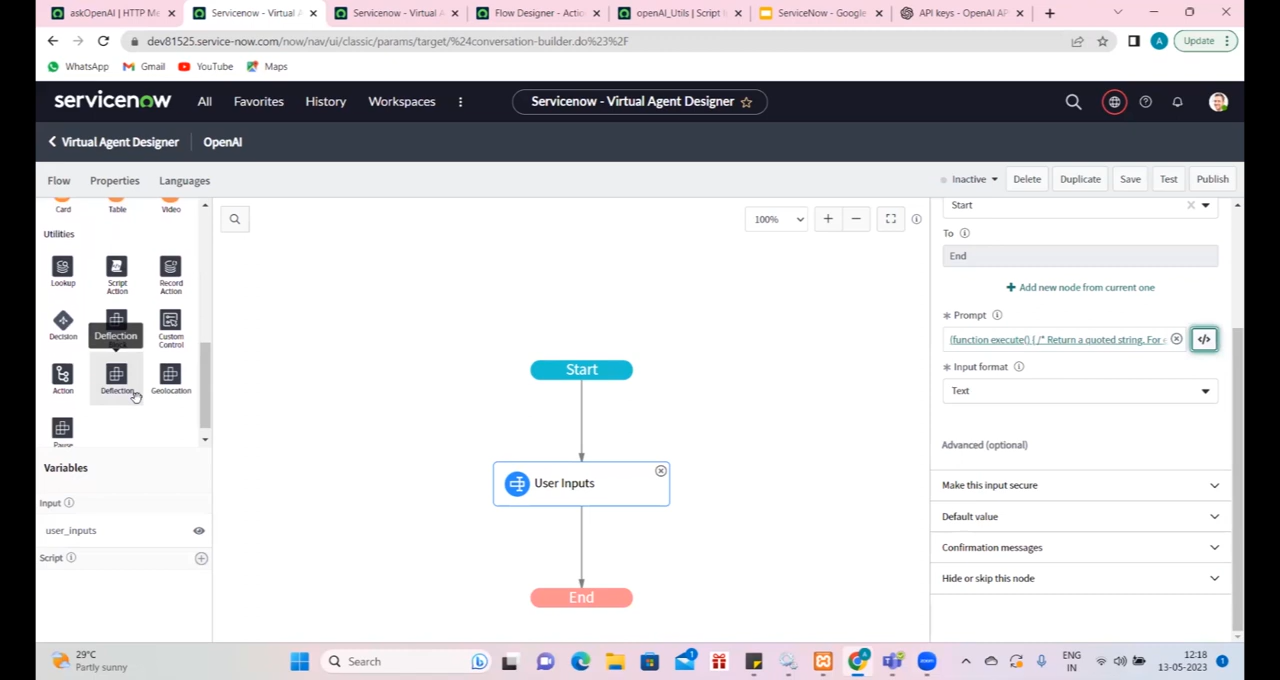 askOpenAI | HTTP Me
Servicenow - Virtual A
Servicenow - Virtual A
Flow Designer - Actio
openAI_Utils | Script I
ServiceNow - Google
API keys - OpenAI AP
dev81525.service-now.com/now/nav/ui/classic/params/target/%24conversation-builder.do%23%2F
A
Update
WhatsApp
Gmail
YouTube
Maps
servicenow
All
Favorites
History
Workspaces
Servicenow - Virtual Agent Designer
Virtual Agent Designer
OpenAI
Flow
Properties
Languages
Inactive
Delete
Duplicate
Save
Test
Publish
Card
Table
Video
Utilities
Lookup
Script Action
Record Action
Decision
Deflection
Custom Control
Action
Deflection
Geolocation
Pause
Variables
Input
user_inputs
Script
100%
Start
User Inputs
End
Start
To
End
Add new node from current one
Prompt
(function execute() { /* Return a quoted string. For
</>
Input format
Text
Advanced (optional)
Make this input secure
Default value
Confirmation messages
Hide or skip this node
29°C
Partly sunny
Search
ENG
IN
12:18
13-05-2023